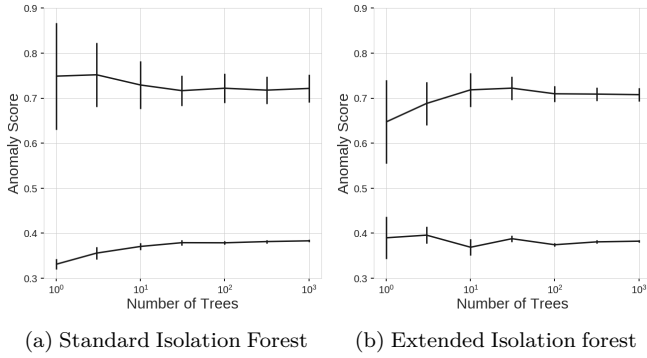 0.9
0.8
0.7
0.6
0.5
0.4
0.3
Anomaly Score
10⁰ 10¹ 10² 10³
Number of Trees
0.9
0.8
0.7
0.6
0.5
0.4
0.3
Anomaly Score
10⁰ 10¹ 10² 10³
Number of Trees
(a) Standard Isolation Forest
(b) Extended Isolation forest